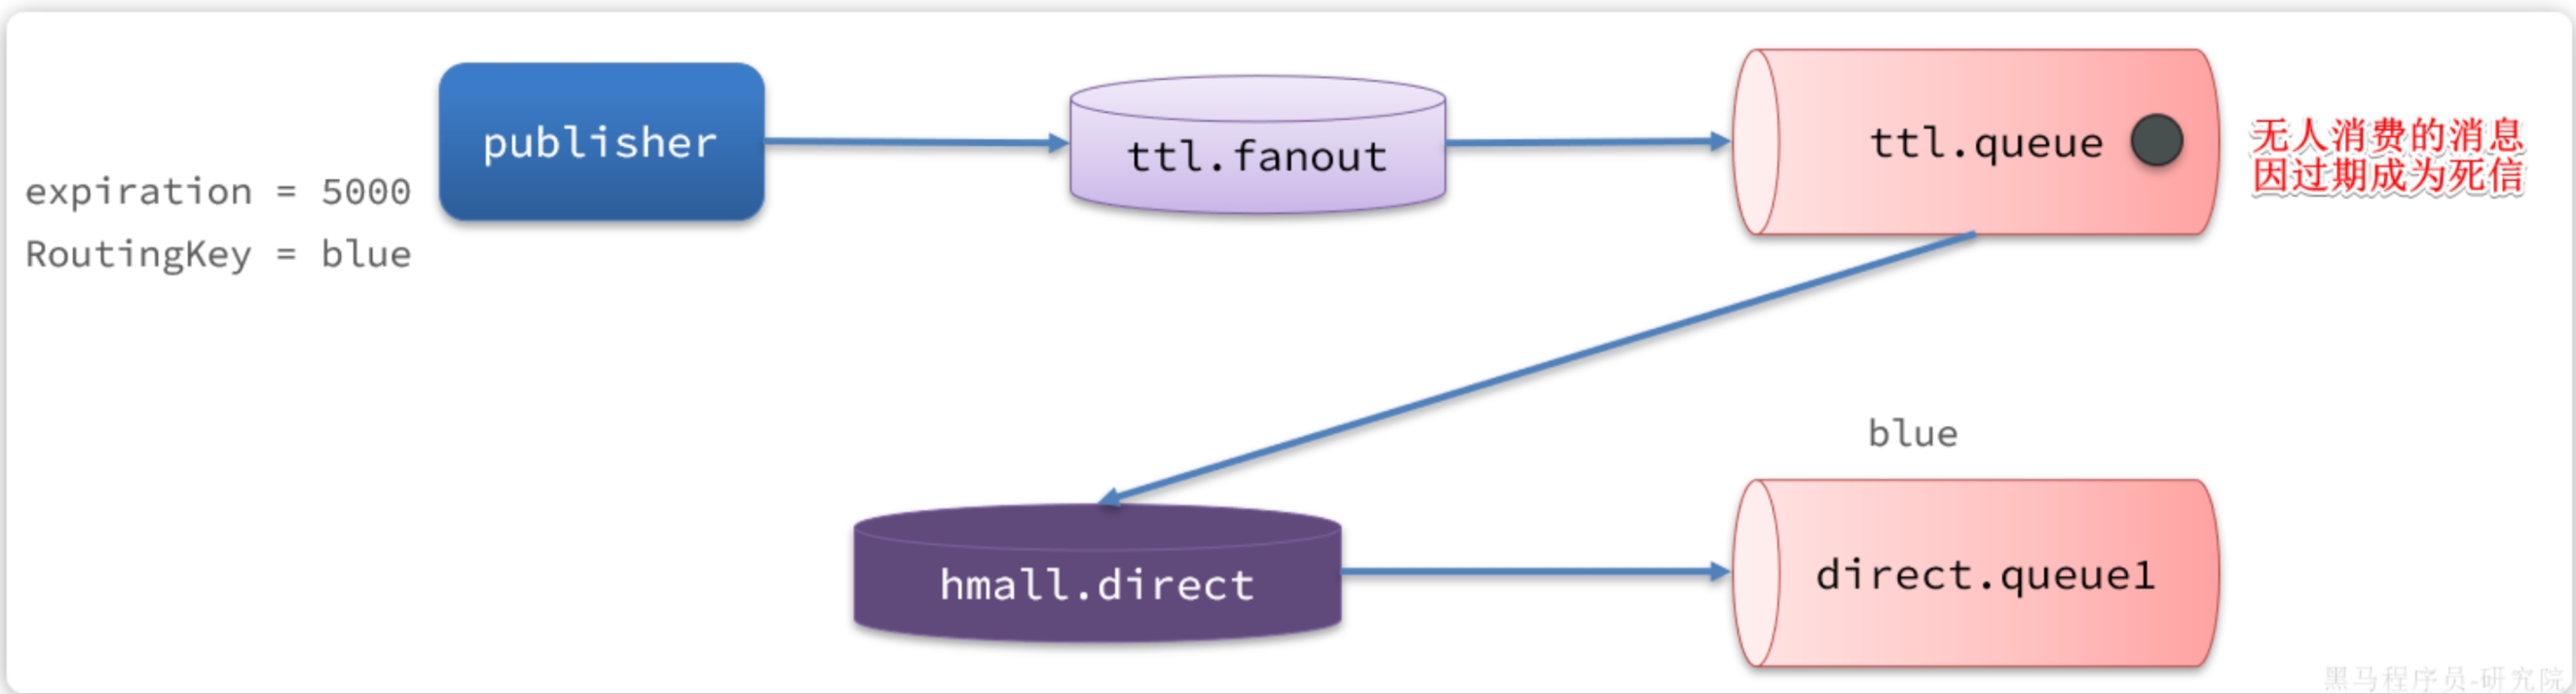 publisher
expiration = 5000
RoutingKey = blue
ttl.fanout
ttl.queue
无人消费的消息
因过期成为死信
blue
hmall.direct
direct.queue1
黑马程序员-研究院